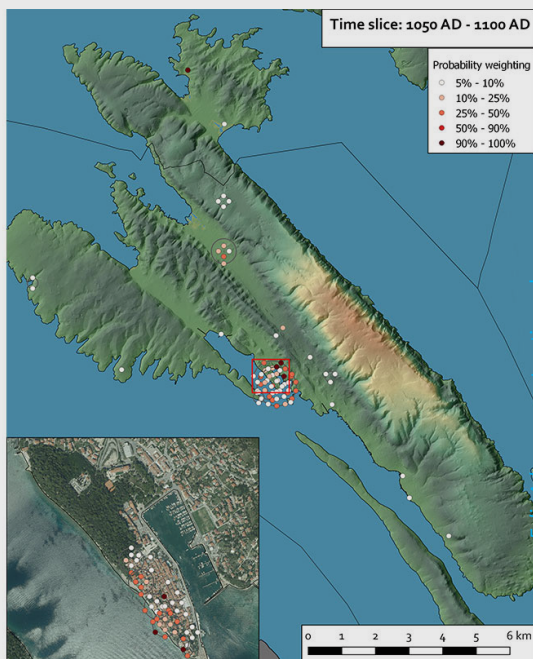 Time slice: 1050 AD - 1100 AD
Probability weighting
5% - 10%
10% - 25%
25% - 50%
50% - 90%
90% - 100%
0 1 2 3 4 5 6 km